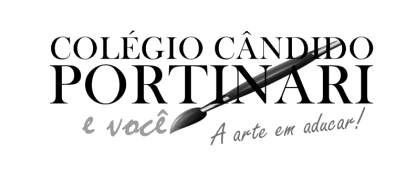 COLÉGIO CÂNDIDO
PORTINARI
e você
A arte em aducar!